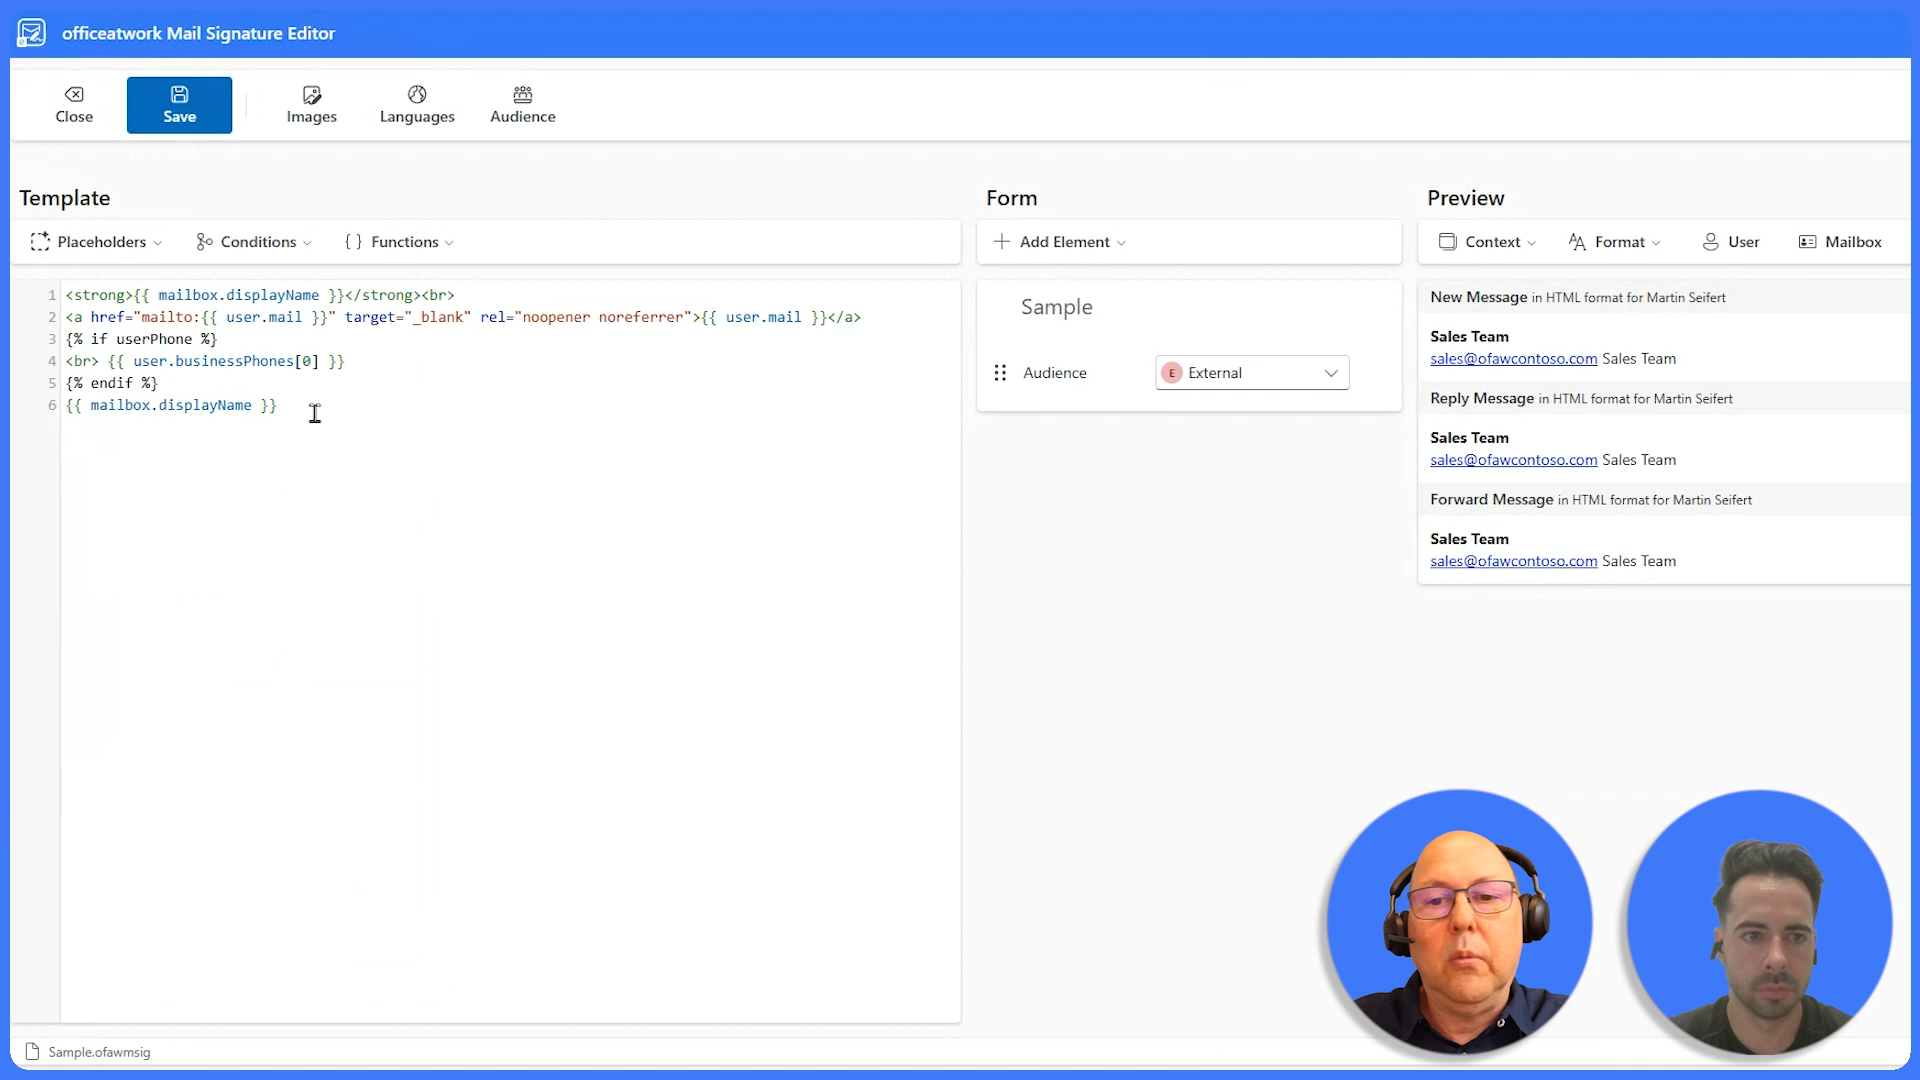 officeatwork Mail Signature Editor
Close
Save
Images
Languages
Audience
Template
Placeholders
Conditions
{ } Functions
1 <strong>{{ mailbox.displayName }}</strong><br>
2 <a href="mailto:{{ user.mail }}" target="_blank" rel="noopener noreferrer">{{ user.mail }}</a>
3 {% if userPhone %}
4 <br> {{ user.businessPhones[0] }}
5 {% endif %}
6 {{ mailbox.displayName }}
Form
Add Element
Sample
Audience
E External
Preview
Context
Format
User
Mailbox
New Message in HTML format for Martin Seifert
Sales Team
sales@ofawcontoso.com Sales Team
Reply Message in HTML format for Martin Seifert
Sales Team
sales@ofawcontoso.com Sales Team
Forward Message in HTML format for Martin Seifert
Sales Team
sales@ofawcontoso.com Sales Team
Sample.ofawmsig